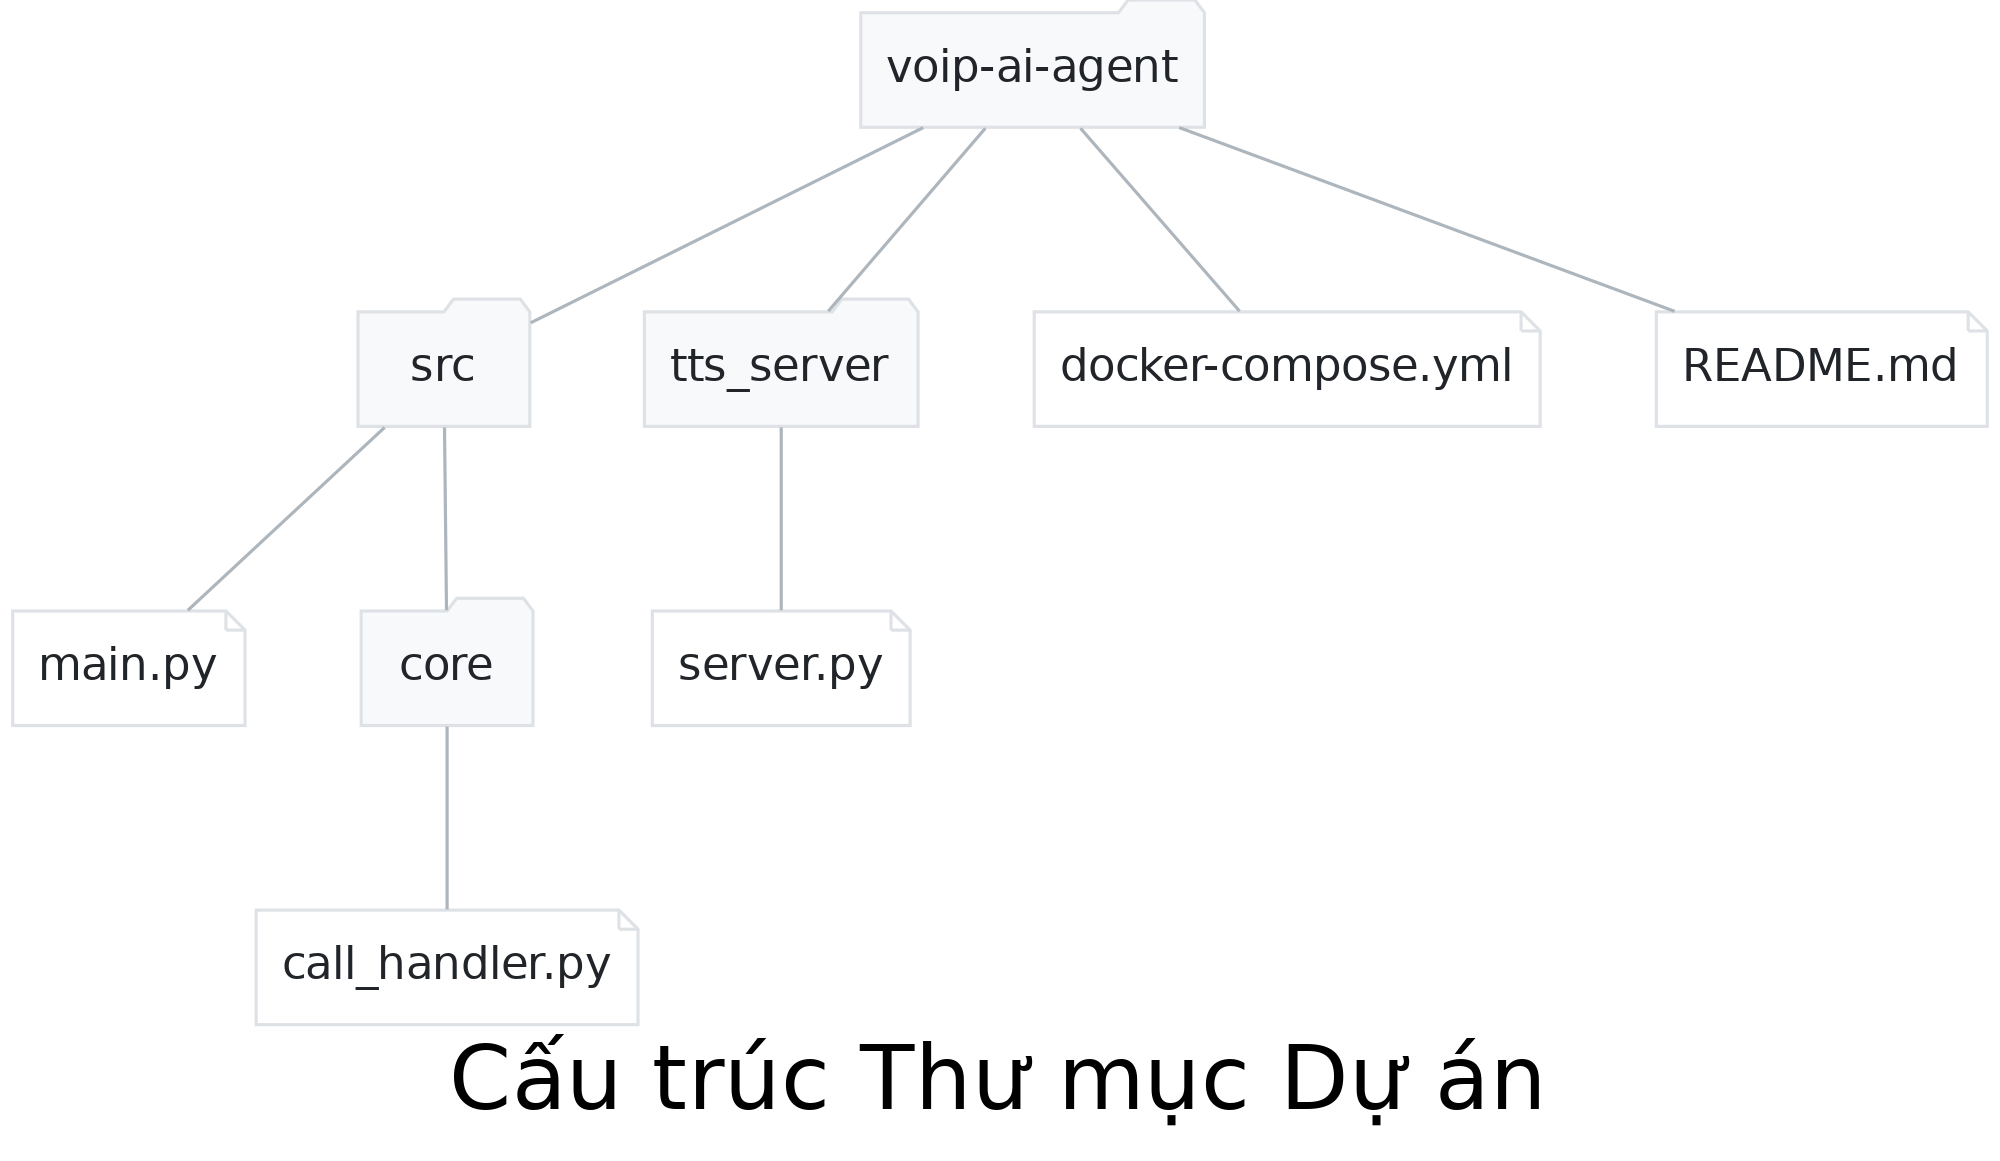 voip-ai-agent
src
tts_server
docker-compose.yml
README.md
main.py
core
server.py
call_handler.py
Cấu trúc Thư mục Dự án